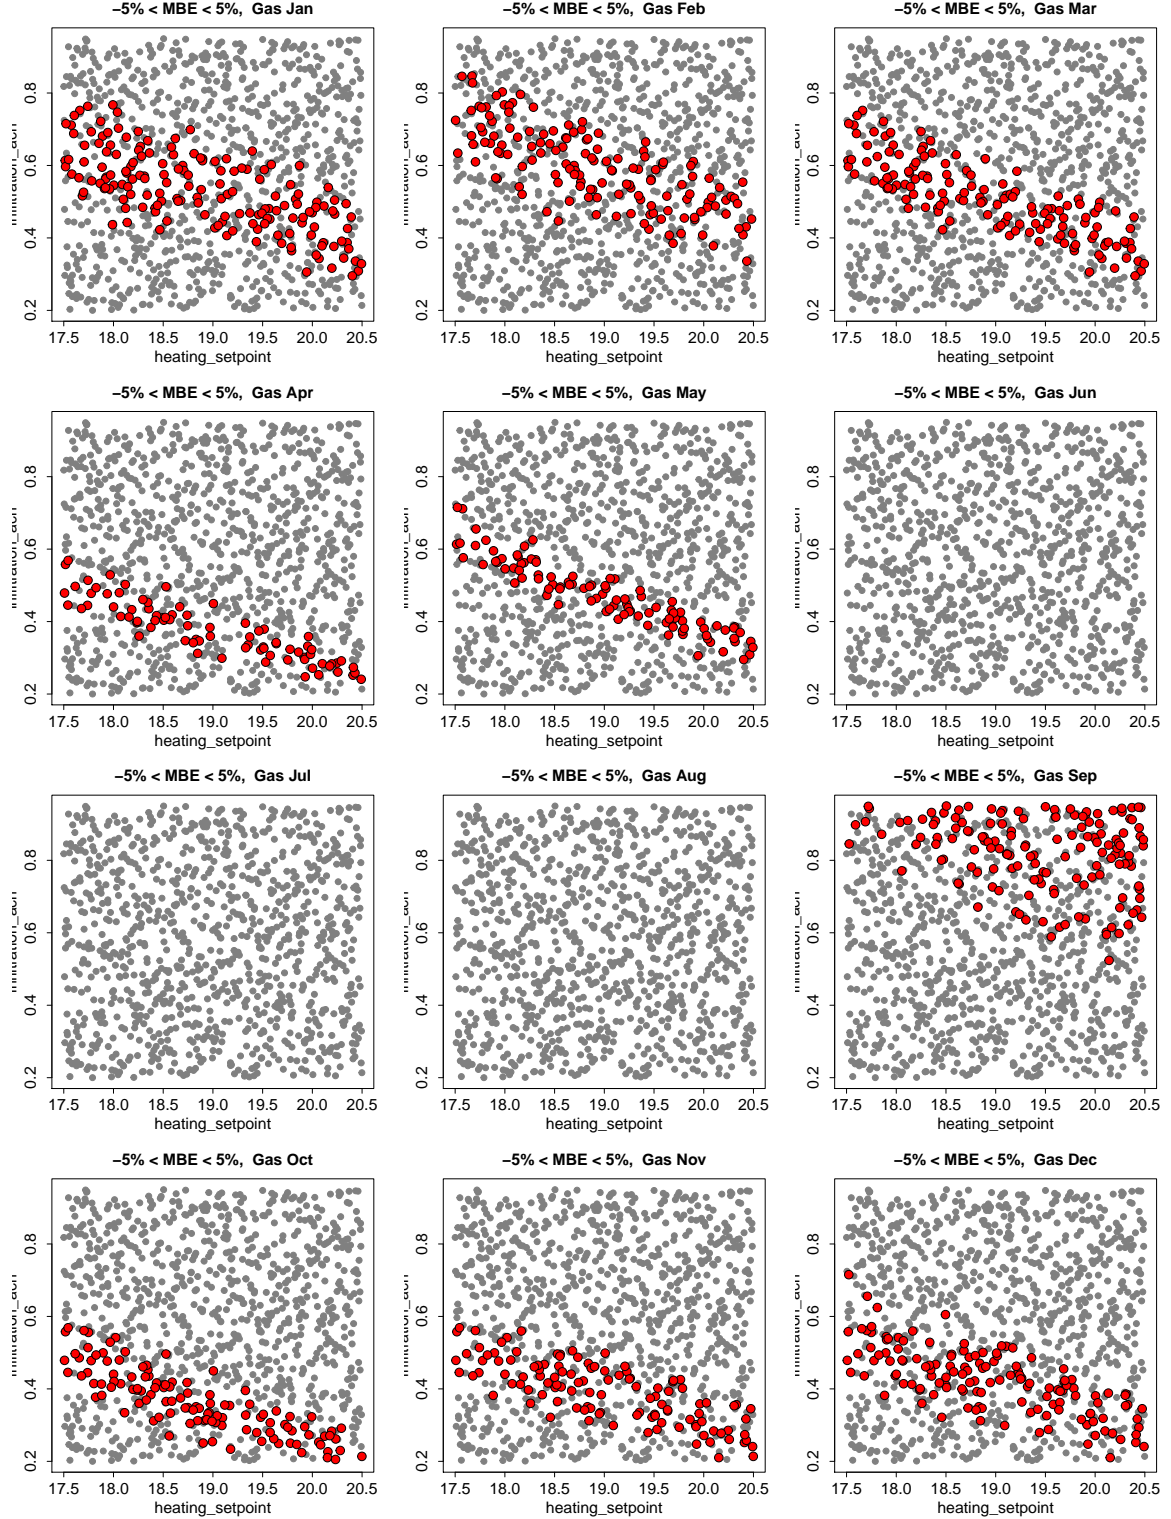 −5% < MBE < 5%,  Gas Jan
0.2 0.4 0.6 0.8
17.5 18.0 18.5 19.0 19.5 20.0 20.5
heating_setpoint
−5% < MBE < 5%,  Gas Feb
0.2 0.4 0.6 0.8
17.5 18.0 18.5 19.0 19.5 20.0 20.5
heating_setpoint
−5% < MBE < 5%,  Gas Mar
0.2 0.4 0.6 0.8
17.5 18.0 18.5 19.0 19.5 20.0 20.5
heating_setpoint
−5% < MBE < 5%,  Gas Apr
0.2 0.4 0.6 0.8
17.5 18.0 18.5 19.0 19.5 20.0 20.5
heating_setpoint
−5% < MBE < 5%,  Gas May
0.2 0.4 0.6 0.8
17.5 18.0 18.5 19.0 19.5 20.0 20.5
heating_setpoint
−5% < MBE < 5%,  Gas Jun
0.2 0.4 0.6 0.8
17.5 18.0 18.5 19.0 19.5 20.0 20.5
heating_setpoint
−5% < MBE < 5%,  Gas Jul
0.2 0.4 0.6 0.8
17.5 18.0 18.5 19.0 19.5 20.0 20.5
heating_setpoint
−5% < MBE < 5%,  Gas Aug
0.2 0.4 0.6 0.8
17.5 18.0 18.5 19.0 19.5 20.0 20.5
heating_setpoint
−5% < MBE < 5%,  Gas Sep
0.2 0.4 0.6 0.8
17.5 18.0 18.5 19.0 19.5 20.0 20.5
heating_setpoint
−5% < MBE < 5%,  Gas Oct
0.2 0.4 0.6 0.8
17.5 18.0 18.5 19.0 19.5 20.0 20.5
heating_setpoint
−5% < MBE < 5%,  Gas Nov
0.2 0.4 0.6 0.8
17.5 18.0 18.5 19.0 19.5 20.0 20.5
heating_setpoint
−5% < MBE < 5%,  Gas Dec
0.2 0.4 0.6 0.8
17.5 18.0 18.5 19.0 19.5 20.0 20.5
heating_setpoint